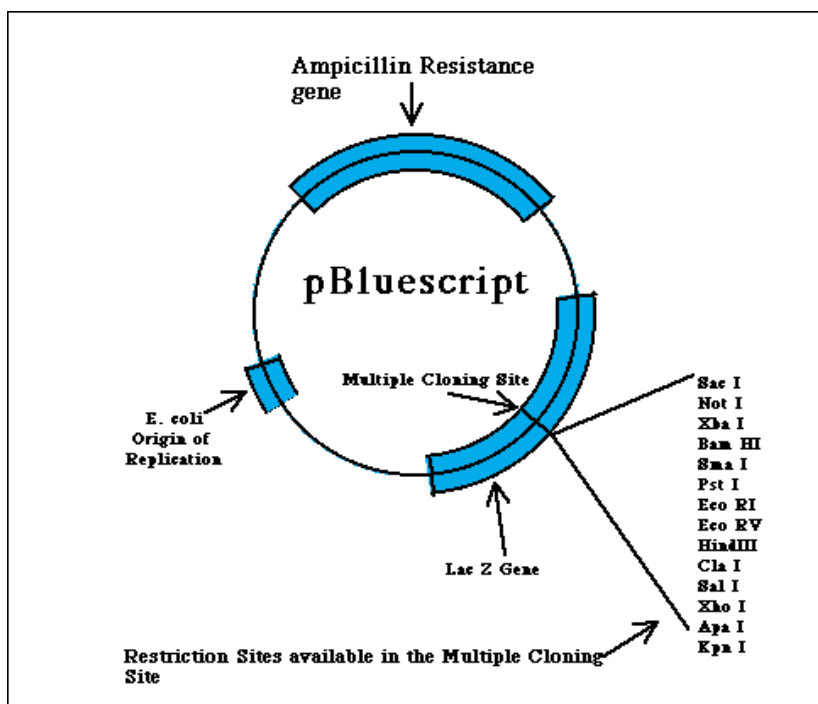 Ampicillin Resistance
gene
pBluescript
Multiple Cloning Site
E. coli
Origin of
Replication
Lac Z Gene
Sac I
Not I
Xba I
Bam HI
Sma I
Pst I
Eco RI
Eco RV
HindIII
Cla I
Sal I
Xho I
Apa I
Kpn I
Restriction Sites available in the Multiple Cloning
Site